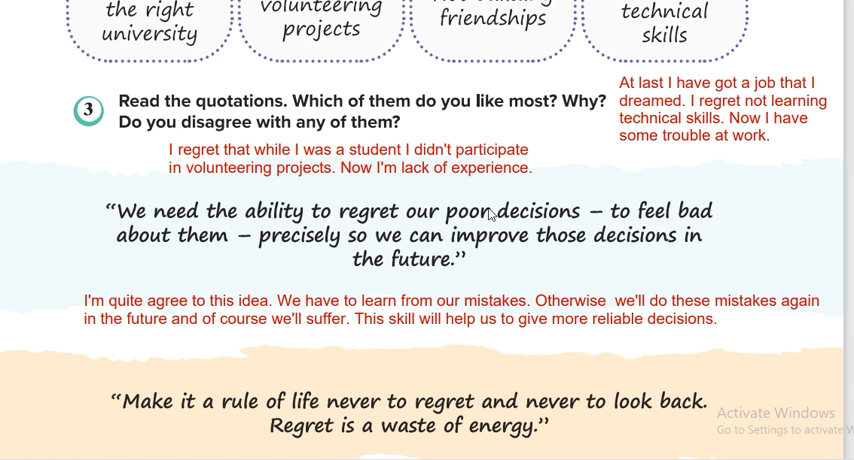 the right
university
volunteering
projects
friendships
technical
skills
At last I have got a job that I
dreamed. I regret not learning
technical skills. Now I have
some trouble at work.
3
Read the quotations. Which of them do you like most? Why?
Do you disagree with any of them?
I regret that while I was a student I didn't participate
in volunteering projects. Now I'm lack of experience.
“We need the ability to regret our poor decisions – to feel bad
about them – precisely so we can improve those decisions in
the future.”
I'm quite agree to this idea. We have to learn from our mistakes. Otherwise we'll do these mistakes again
in the future and of course we'll suffer. This skill will help us to give more reliable decisions.
“Make it a rule of life never to regret and never to look back.
Regret is a waste of energy.”
Activate Windows
Go to Settings to activate W